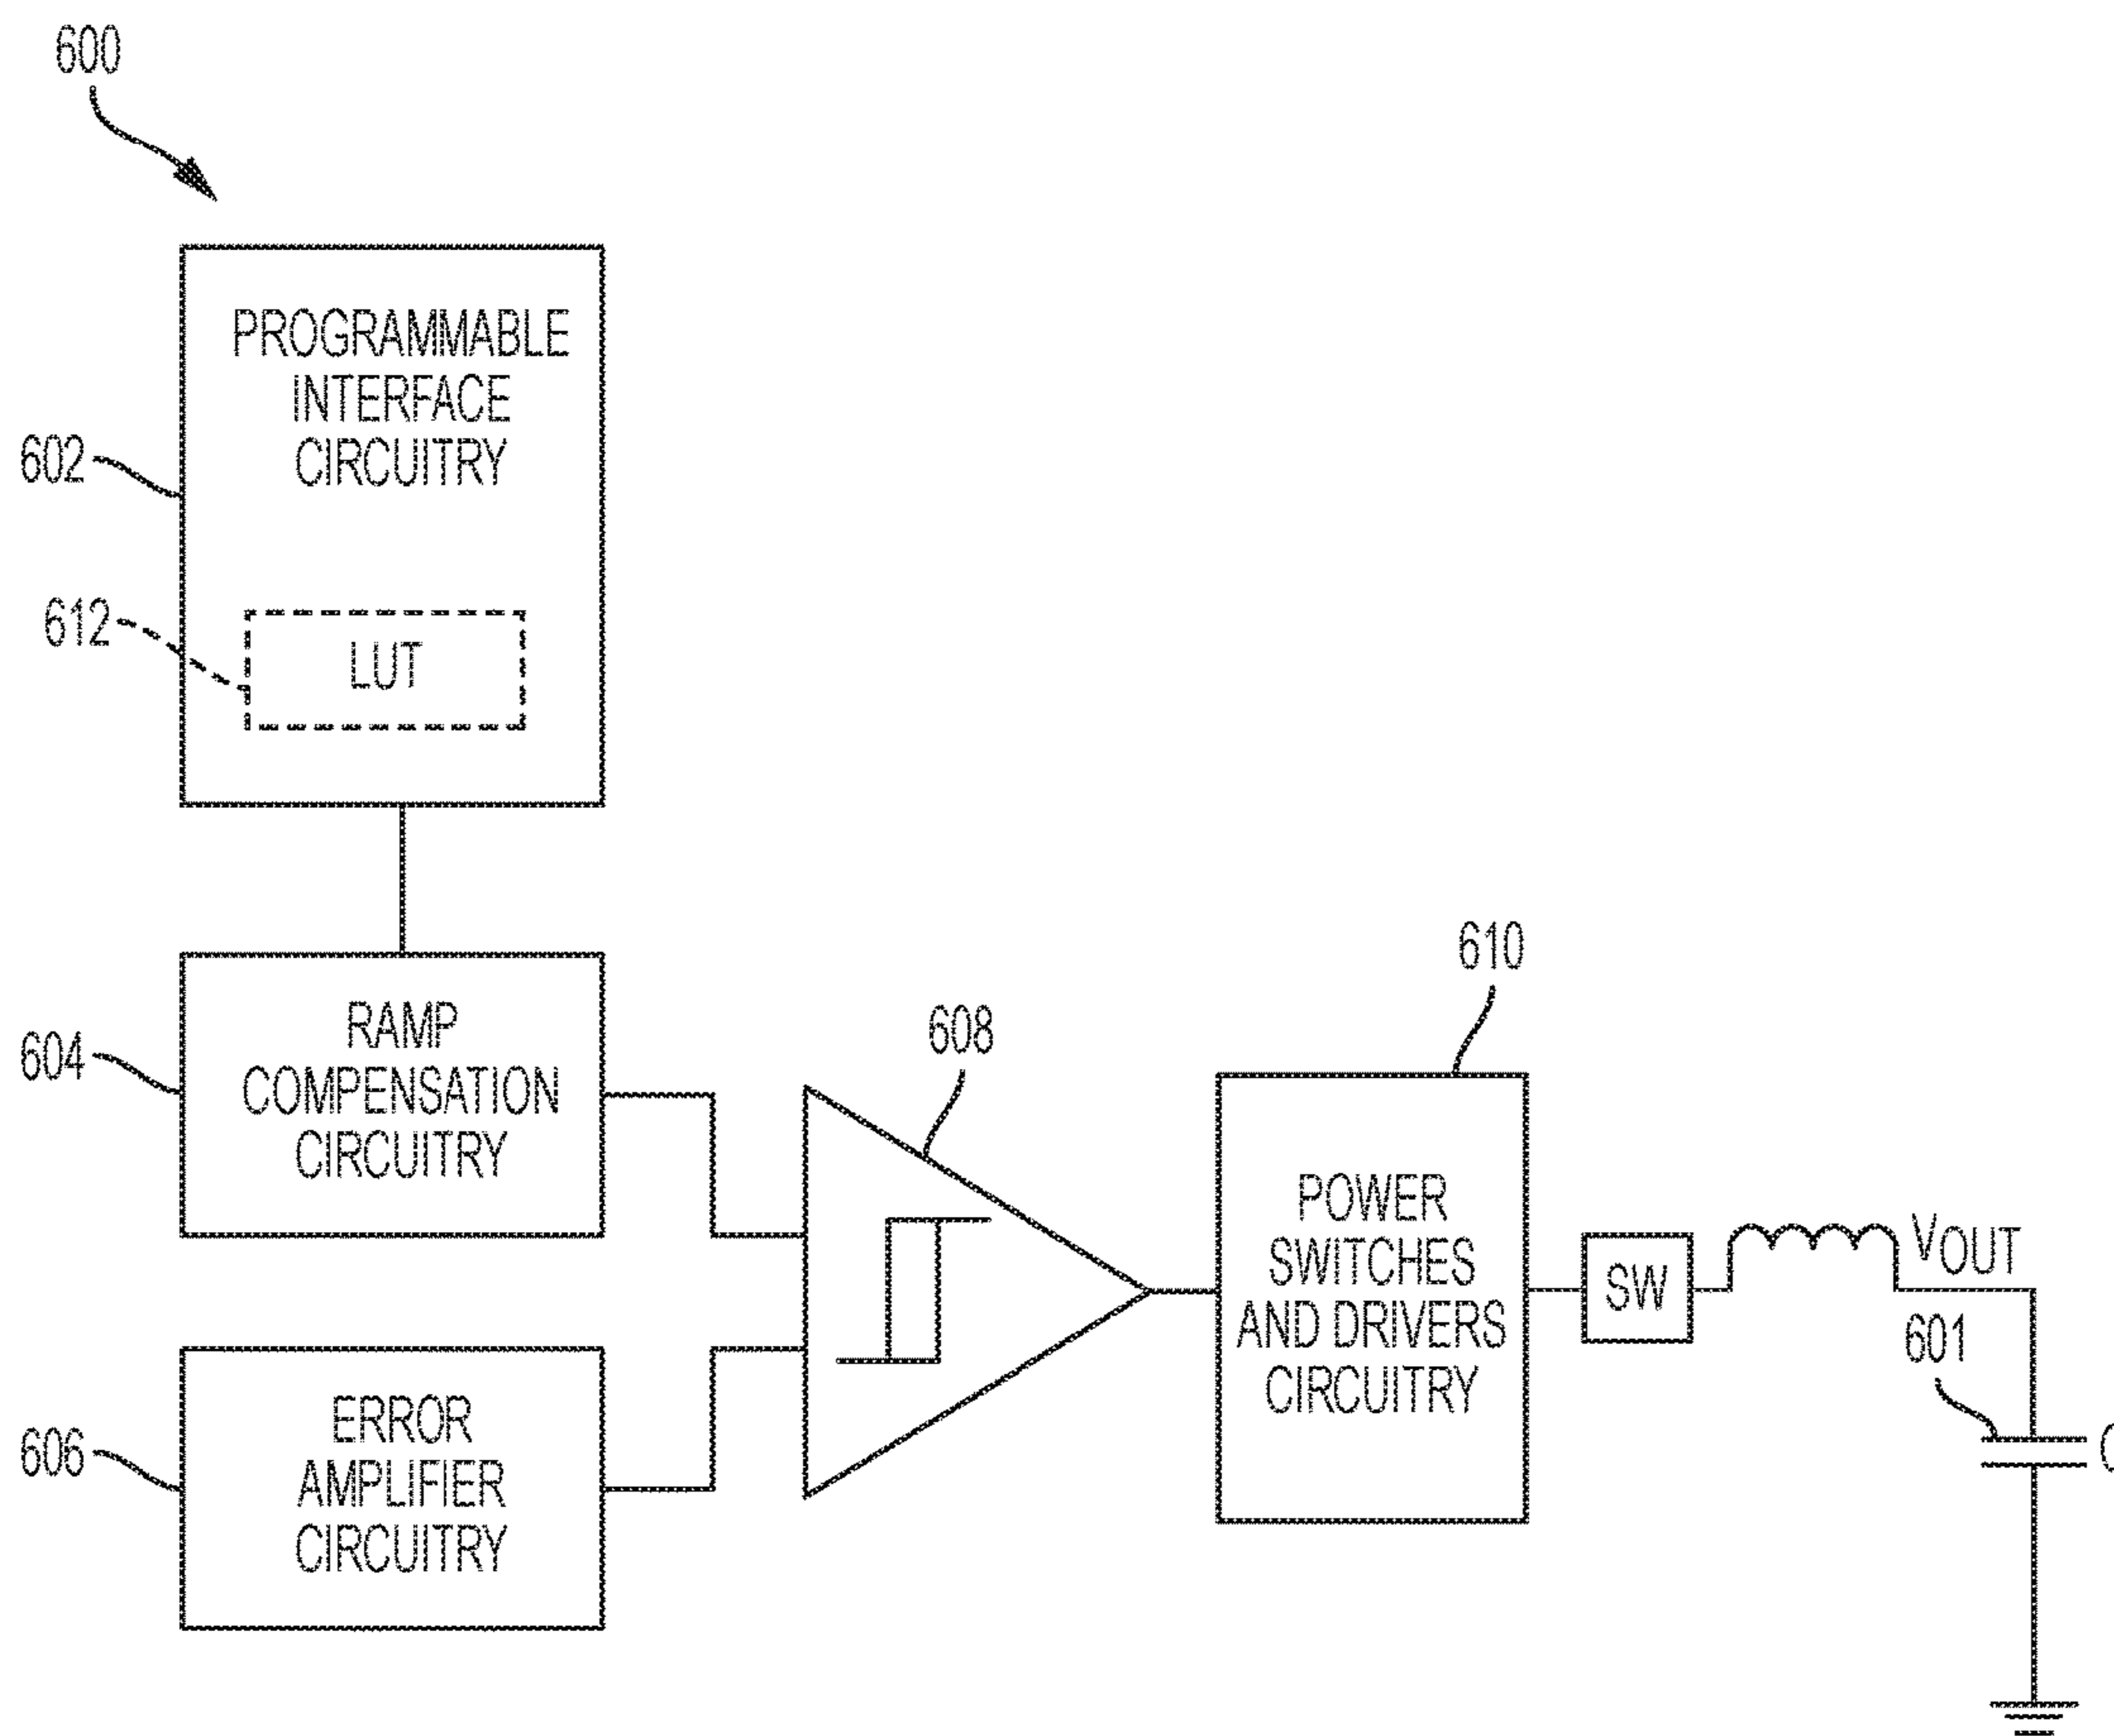 600
PROGRAMMABLE
INTERFACE
CIRCUITRY
602
612
LUT
RAMP
COMPENSATION
CIRCUITRY
604
608
610
POWER
SWITCHES
AND DRIVERS
CIRCUITRY
SW
VOUT
601
ERROR
AMPLIFIER
CIRCUITRY
606